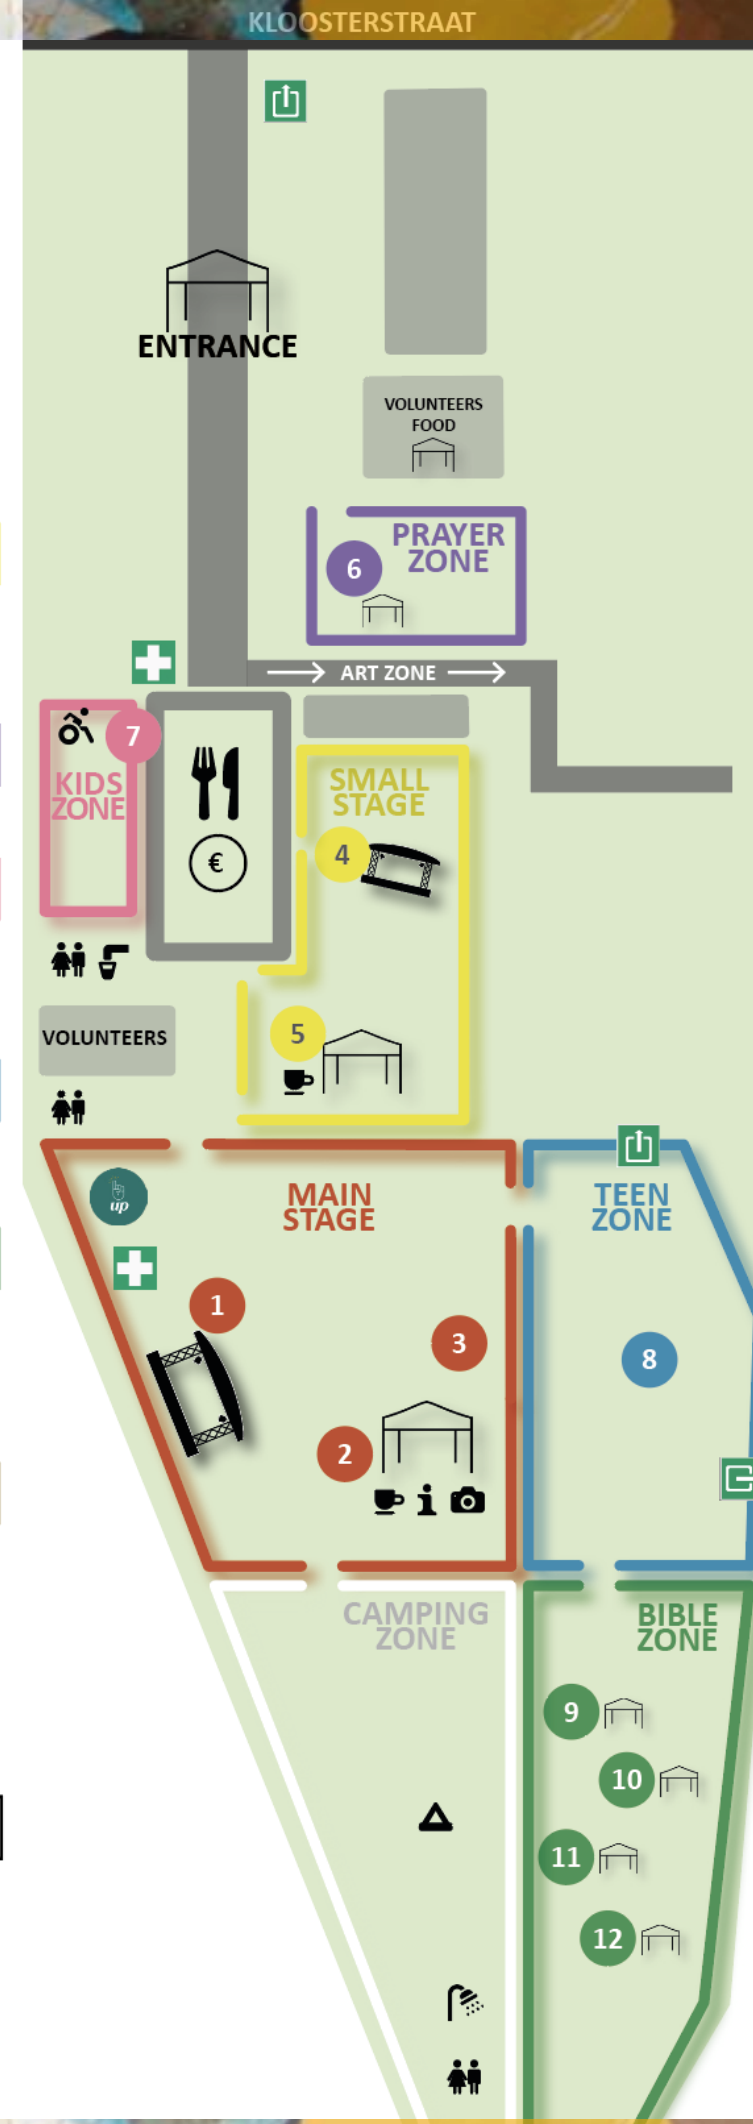 KLOOSTERSTRAAT
ENTRANCE
VOLUNTEERS
FOOD
PRAYER
ZONE
6
ART ZONE
7
KIDS
ZONE
€
SMALL
STAGE
4
5
VOLUNTEERS
up
MAIN
STAGE
TEEN
ZONE
1
3
8
2
i
CAMPING
ZONE
BIBLE
ZONE
9
10
11
12